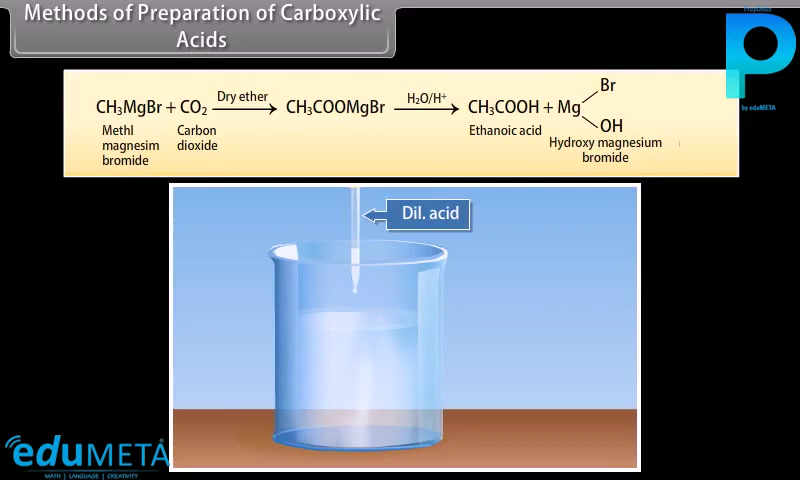 Methods of Preparation of Carboxylic
Acids
Preponds
by eduMETA
CH₃MgBr + CO₂ Dry ether CH₃COOMgBr H₂O/H⁺ CH₃COOH + Mg Br OH
Methl
magnesim
bromide
Carbon
dioxide
Ethanoic acid
Hydroxy magnesium
bromide
Dil. acid
eduMETA
MATH | LANGUAGE | CREATIVITY